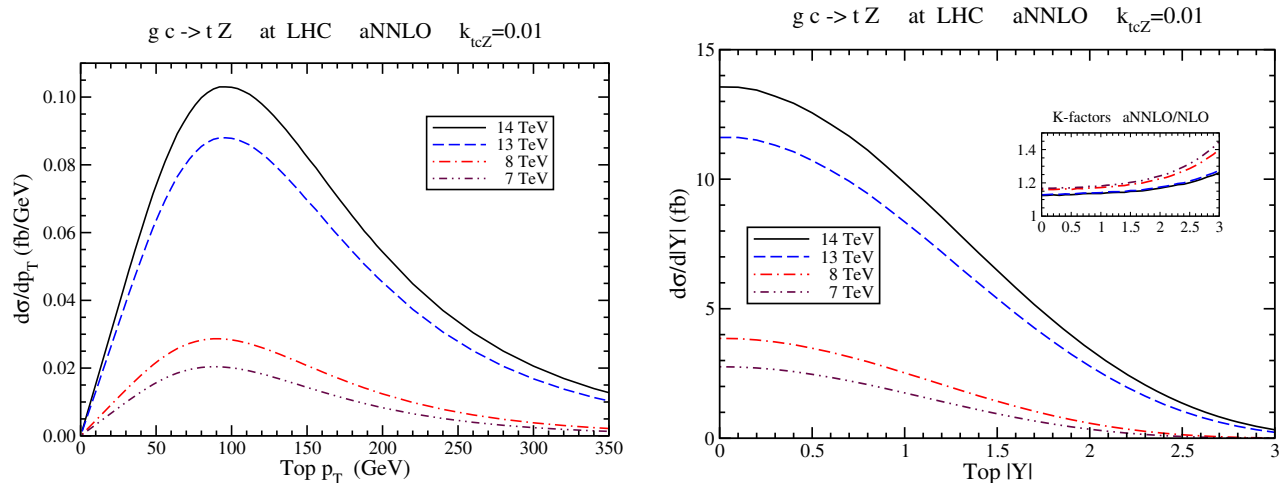 g c -> t Z at LHC aNNLO k_tcZ=0.01
dσ/dp_T (fb/GeV)
0.10
0.08
0.06
0.04
0.02
0.00
14 TeV
13 TeV
8 TeV
7 TeV
0 50 100 150 200 250 300 350
Top p_T (GeV)
g c -> t Z at LHC aNNLO k_tcZ=0.01
dσ/d|Y| (fb)
15
10
5
0
K-factors aNNLO/NLO
1.4
1.2
1
0 0.5 1 1.5 2 2.5 3
14 TeV
13 TeV
8 TeV
7 TeV
0 0.5 1 1.5 2 2.5 3
Top |Y|